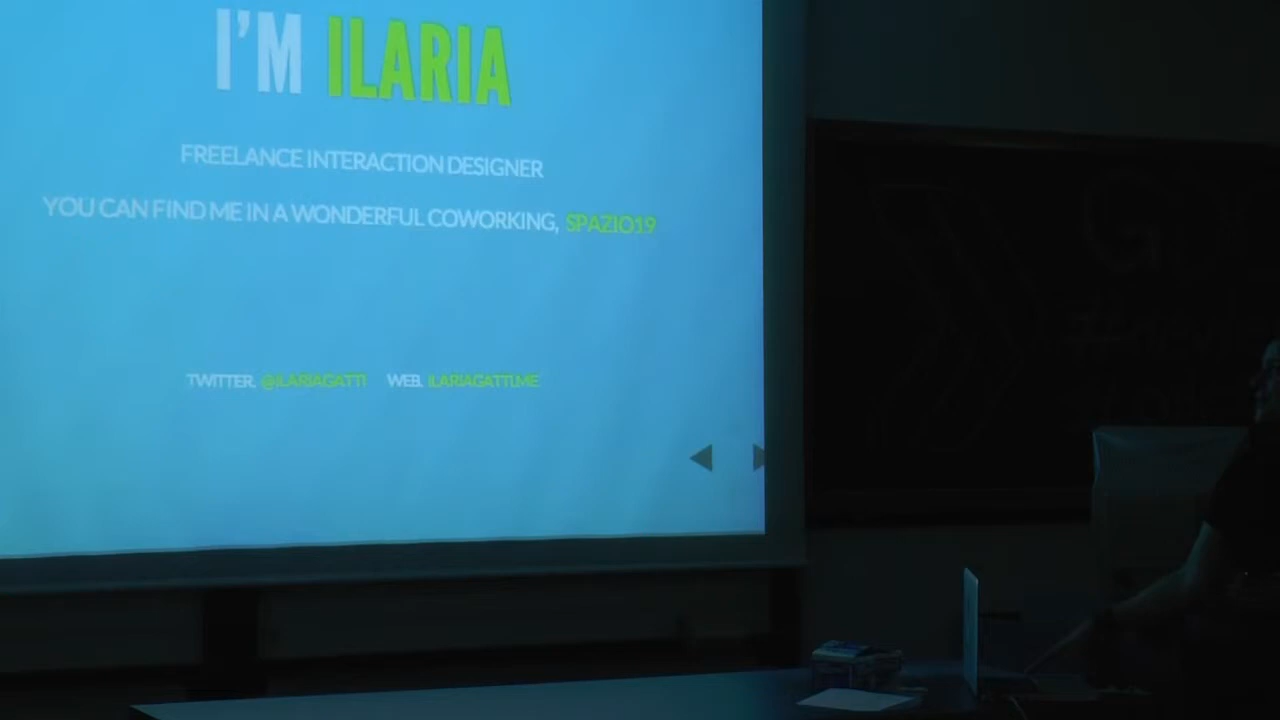 I'M ILARIA
FREELANCE INTERACTION DESIGNER
YOU CAN FIND ME IN A WONDERFUL COWORKING, SPAZIO19
TWITTER. @ILARIAGATTI WEB. ILARIAGATTI.ME